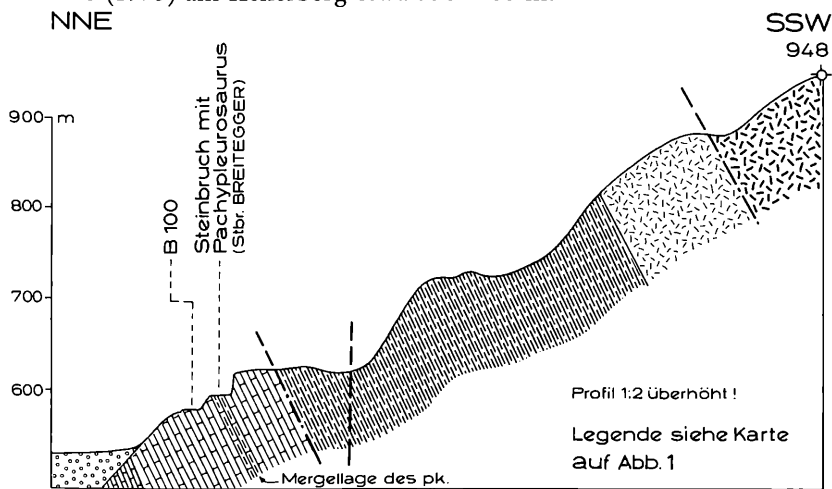 NNE
SSW
948
900 m
800
700
600
B 100
Steinbruch mit
Pachypleurosaurus
(Stbr. BREITEGGER)
Profil 1:2 überhöht !
Legende siehe Karte
auf Abb. 1
Mergellage des pk.